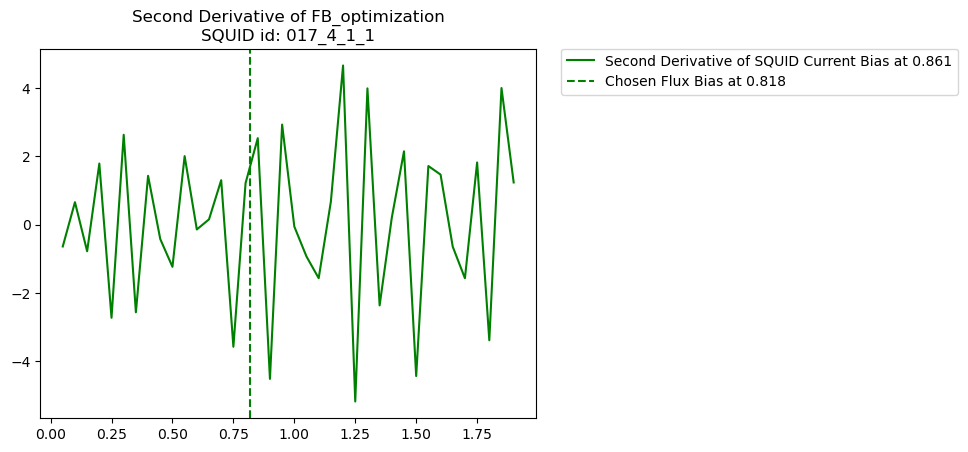 Second Derivative of FB_optimization
SQUID id: 017_4_1_1
Second Derivative of SQUID Current Bias at 0.861
Chosen Flux Bias at 0.818
4
2
0
−2
−4
0.00 0.25 0.50 0.75 1.00 1.25 1.50 1.75